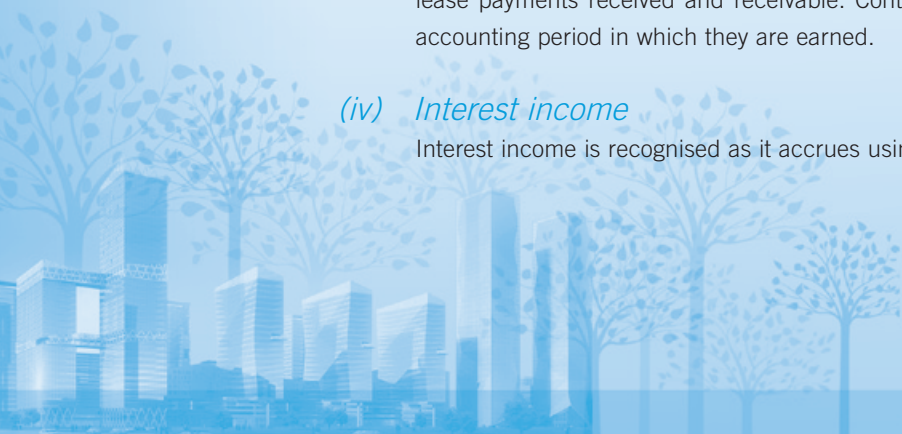 lease payments received and receivable. Cont
accounting period in which they are earned.
(iv) Interest income
Interest income is recognised as it accrues usin